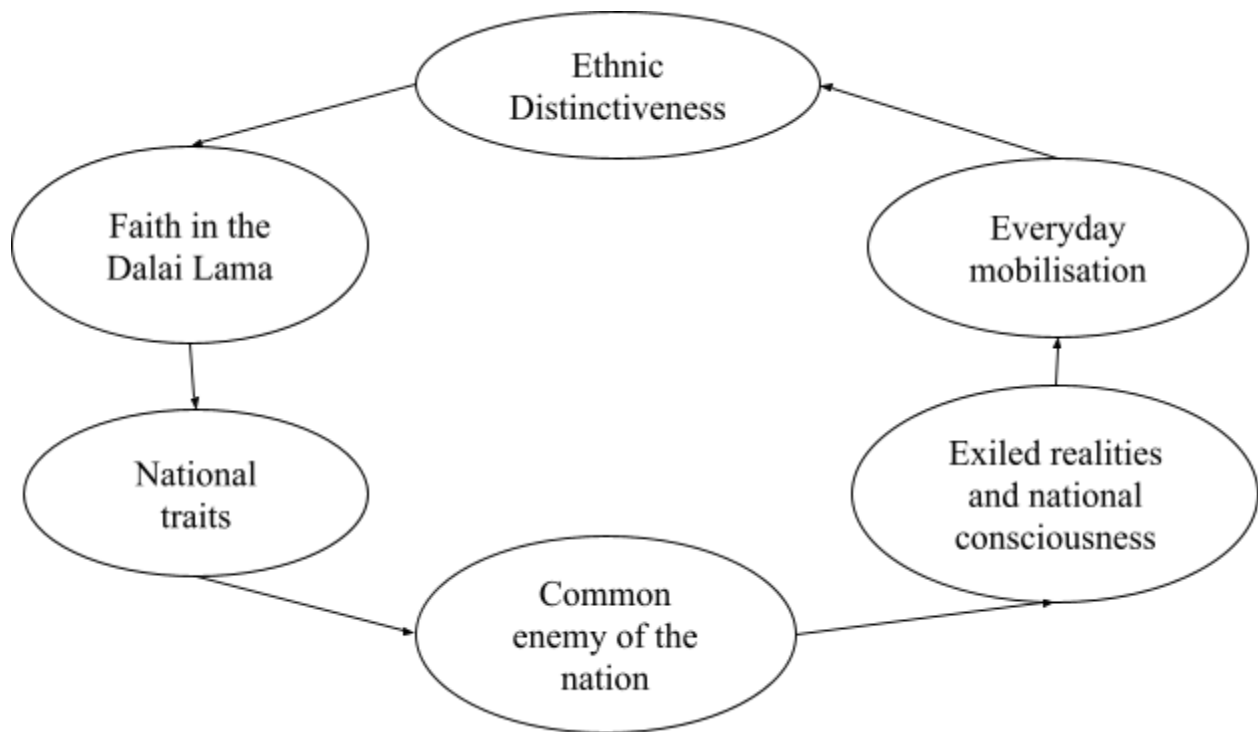 Ethnic
Distinctiveness
Faith in the
Dalai Lama
National
traits
Common
enemy of the
nation
Exiled realities
and national
consciousness
Everyday
mobilisation